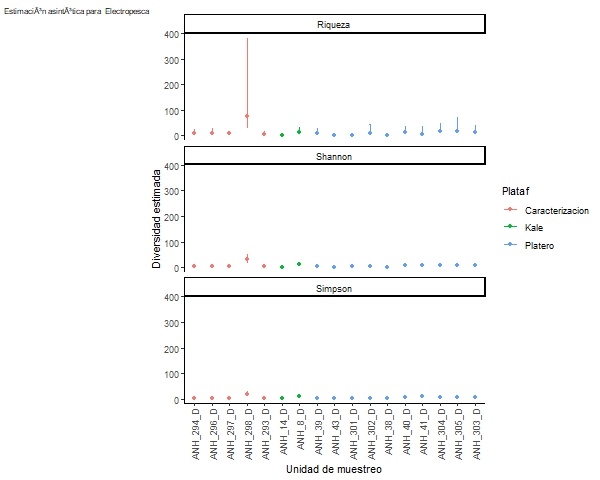 EstimaciÃ³n asintÃ³tica para Electropesca
Riqueza
400
300
200
100
0
Shannon
400
300
200
100
0
Simpson
400
300
200
100
0
Diversidad estimada
ANH_294_D
ANH_296_D
ANH_297_D
ANH_298_D
ANH_293_D
ANH_14_D
ANH_8_D
ANH_39_D
ANH_43_D
ANH_301_D
ANH_302_D
ANH_38_D
ANH_40_D
ANH_41_D
ANH_304_D
ANH_305_D
ANH_303_D
Unidad de muestreo
Plataf
Caracterizacion
Kale
Platero